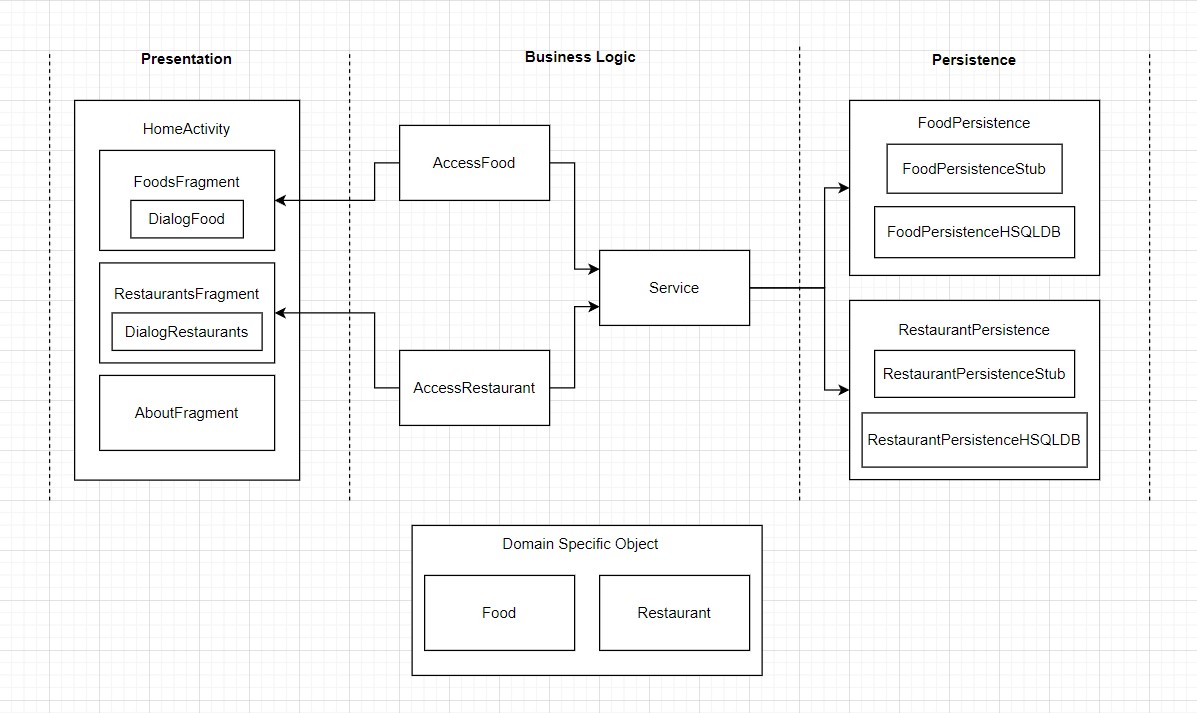 Presentation
Business Logic
Persistence
HomeActivity
FoodsFragment
DialogFood
RestaurantsFragment
DialogRestaurants
AboutFragment
AccessFood
AccessRestaurant
Service
FoodPersistence
FoodPersistenceStub
FoodPersistenceHSQLDB
RestaurantPersistence
RestaurantPersistenceStub
RestaurantPersistenceHSQLDB
Domain Specific Object
Food
Restaurant